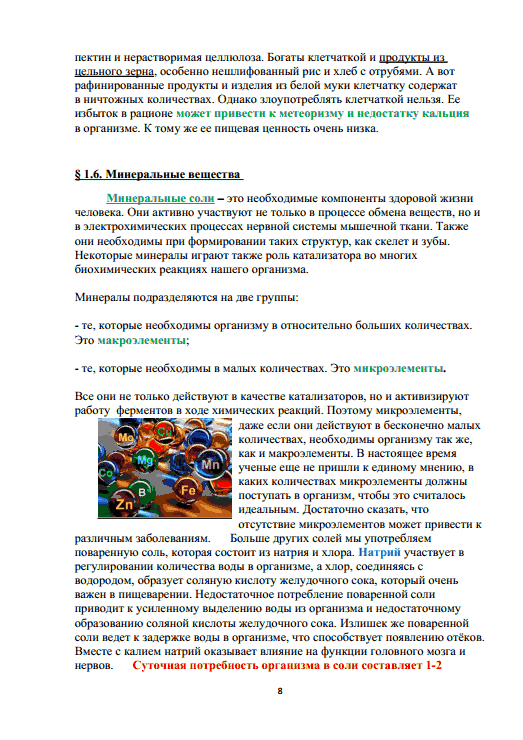 пектин и нерастворимая целлюлоза. Богаты клетчаткой и продукты из
цельного зерна, особенно нешлифованный рис и хлеб с отрубями. А вот
рафинированные продукты и изделия из белой муки клетчатку содержат
в ничтожных количествах. Однако злоупотреблять клетчаткой нельзя. Ее
избыток в рационе может привести к метеоризму и недостатку кальция
в организме. К тому же ее пищевая ценность очень низка.
§ 1.6. Минеральные вещества
Минеральные соли – это необходимые компоненты здоровой жизни
человека. Они активно участвуют не только в процессе обмена веществ, но и
в электрохимических процессах нервной системы мышечной ткани. Также
они необходимы при формировании таких структур, как скелет и зубы.
Некоторые минералы играют также роль катализатора во многих
биохимических реакциях нашего организма.
Минералы подразделяются на две группы:
- те, которые необходимы организму в относительно больших количествах.
Это макроэлементы;
- те, которые необходимы в малых количествах. Это микроэлементы.
Все они не только действуют в качестве катализаторов, но и активизируют
работу ферментов в ходе химических реакций. Поэтому микроэлементы,
даже если они действуют в бесконечно малых
количествах, необходимы организму так же,
как и макроэлементы. В настоящее время
ученые еще не пришли к единому мнению, в
каких количествах микроэлементы должны
поступать в организм, чтобы это считалось
идеальным. Достаточно сказать, что
отсутствие микроэлементов может привести к
Mo
Cu
Mg
Mn
Co
B
Fe
Zn
различным заболеваниям. Больше других солей мы употребляем
поваренную соль, которая состоит из натрия и хлора. Натрий участвует в
регулировании количества воды в организме, а хлор, соединяясь с
водородом, образует соляную кислоту желудочного сока, который очень
важен в пищеварении. Недостаточное потребление поваренной соли
приводит к усиленному выделению воды из организма и недостаточному
образованию соляной кислоты желудочного сока. Излишек же поваренной
соли ведет к задержке воды в организме, что способствует появлению отёков.
Вместе с калием натрий оказывает влияние на функции головного мозга и
нервов. Суточная потребность организма в соли составляет 1-2
8